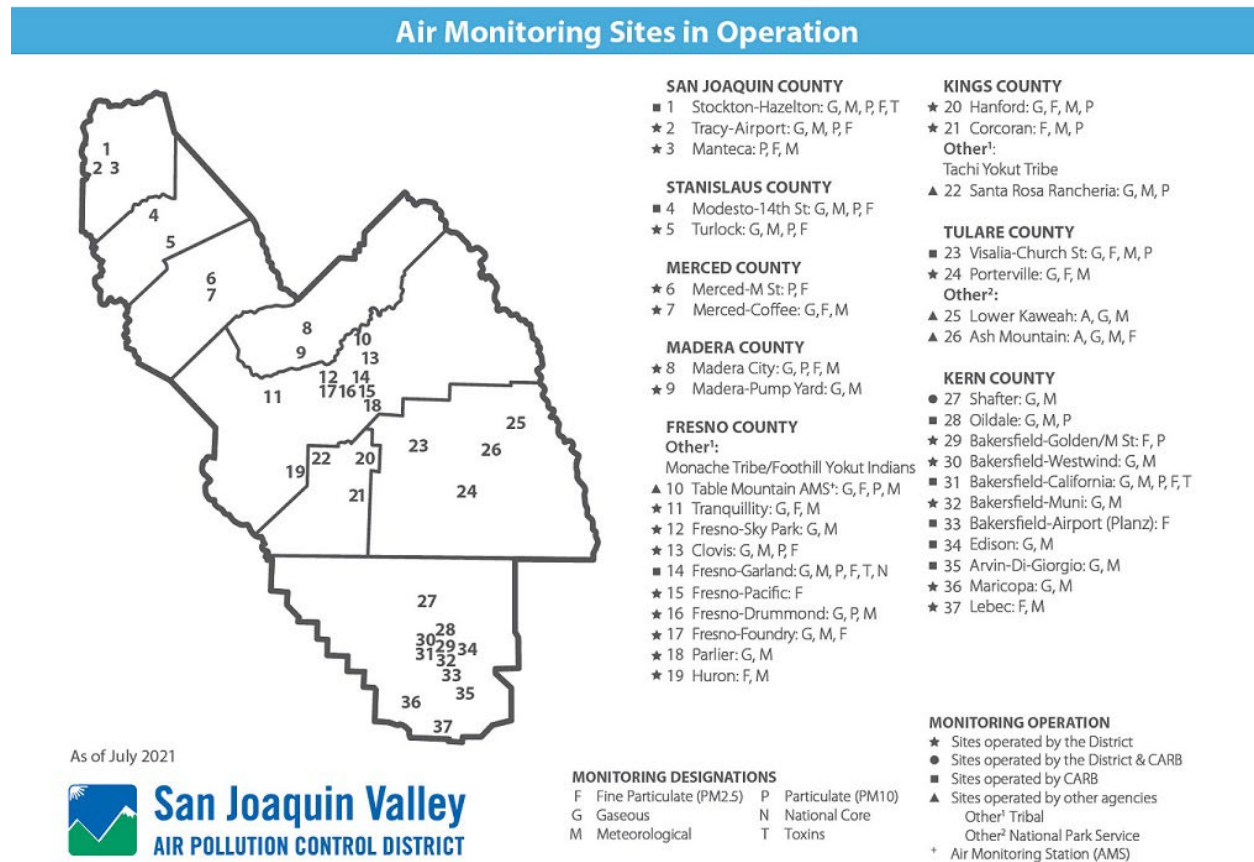 Air Monitoring Sites in Operation
1
2 3
4
5
6
7
8
9
10
13
12 14
11 17 16 15
18
19 22 20
21
23
25
26
24
27
28
30 29 34
31 32
33
35
36
37
SAN JOAQUIN COUNTY
■ 1 Stockton-Hazelton: G, M, P, F, T
★ 2 Tracy-Airport: G, M, P, F
★ 3 Manteca: P, F, M
STANISLAUS COUNTY
■ 4 Modesto-14th St: G, M, P, F
★ 5 Turlock: G, M, P, F
MERCED COUNTY
★ 6 Merced-M St: P, F
★ 7 Merced-Coffee: G, F, M
MADERA COUNTY
★ 8 Madera City: G, P, F, M
★ 9 Madera-Pump Yard: G, M
FRESNO COUNTY
Other¹:
Monache Tribe/Foothill Yokut Indians
▲ 10 Table Mountain AMS⁺: G, F, P, M
★ 11 Tranquillity: G, F, M
★ 12 Fresno-Sky Park: G, M
★ 13 Clovis: G, M, P, F
■ 14 Fresno-Garland: G, M, P, F, T, N
★ 15 Fresno-Pacific: F
★ 16 Fresno-Drummond: G, P, M
★ 17 Fresno-Foundry: G, M, F
★ 18 Parlier: G, M
★ 19 Huron: F, M
KINGS COUNTY
★ 20 Hanford: G, F, M, P
★ 21 Corcoran: F, M, P
Other¹:
Tachi Yokut Tribe
▲ 22 Santa Rosa Rancheria: G, M, P
TULARE COUNTY
■ 23 Visalia-Church St: G, F, M, P
★ 24 Porterville: G, F, M
Other²:
▲ 25 Lower Kaweah: A, G, M
▲ 26 Ash Mountain: A, G, M, F
KERN COUNTY
● 27 Shafter: G, M
■ 28 Oildale: G, M, P
★ 29 Bakersfield-Golden/M St: F, P
★ 30 Bakersfield-Westwind: G, M
■ 31 Bakersfield-California: G, M, P, F, T
★ 32 Bakersfield-Muni: G, M
■ 33 Bakersfield-Airport (Planz): F
■ 34 Edison: G, M
■ 35 Arvin-Di-Giorgio: G, M
★ 36 Maricopa: G, M
★ 37 Lebec: F, M
As of July 2021
San Joaquin Valley
AIR POLLUTION CONTROL DISTRICT
MONITORING DESIGNATIONS
F Fine Particulate (PM2.5) P Particulate (PM10)
G Gaseous N National Core
M Meteorological T Toxins
MONITORING OPERATION
★ Sites operated by the District
● Sites operated by the District & CARB
■ Sites operated by CARB
▲ Sites operated by other agencies
Other¹ Tribal
Other² National Park Service
⁺ Air Monitoring Station (AMS)